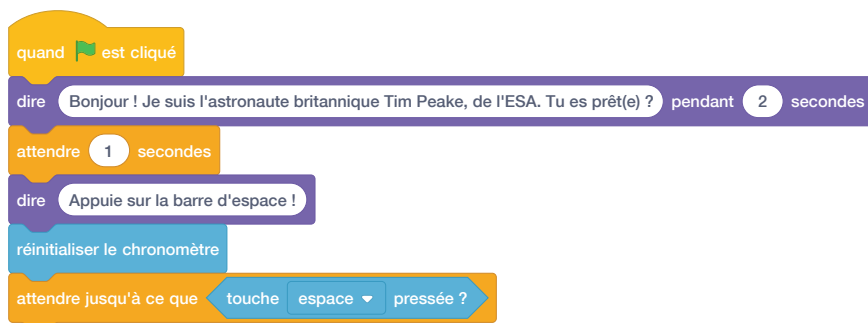 quand est cliqué
dire Bonjour ! Je suis l'astronaute britannique Tim Peake, de l'ESA. Tu es prêt(e) ? pendant 2 secondes
attendre 1 secondes
dire Appuie sur la barre d'espace !
réinitialiser le chronomètre
attendre jusqu'à ce que touche espace pressée ?